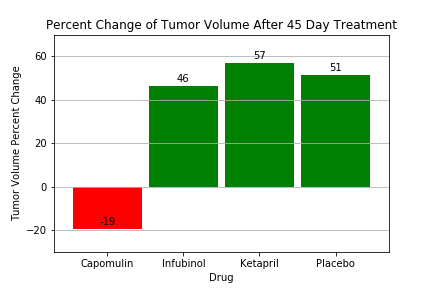 Percent Change of Tumor Volume After 45 Day Treatment
Tumor Volume Percent Change
60
40
20
0
−20
-19
46
57
51
Capomulin
Infubinol
Ketapril
Placebo
Drug